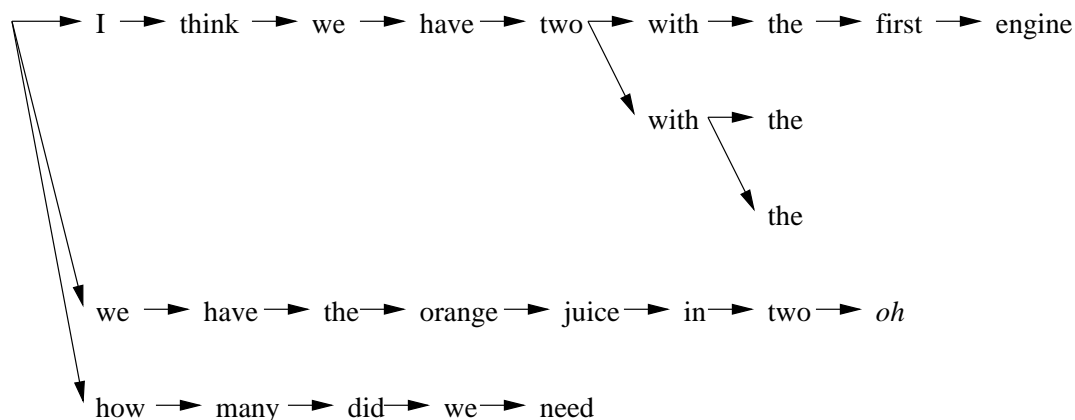 I think we have two with the first engine
with the
the
we have the orange juice in two oh
how many did we need